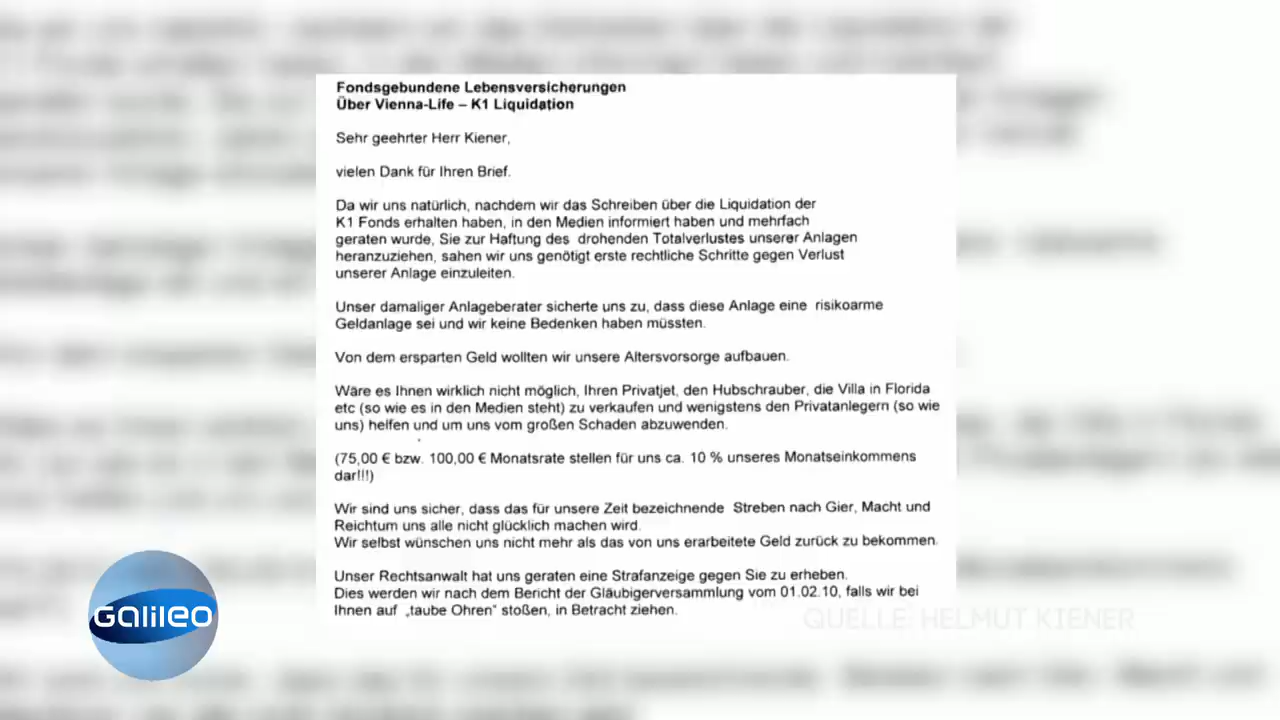 Fondsgebundene Lebensversicherungen
Über Vienna-Life – K1 Liquidation
Sehr geehrter Herr Kiener,
vielen Dank für Ihren Brief.
Da wir uns natürlich, nachdem wir das Schreiben über die Liquidation der
K1 Fonds erhalten haben, in den Medien informiert haben und mehrfach
geraten wurde, Sie zur Haftung des drohenden Totalverlustes unserer Anlagen
heranzuziehen, sahen wir uns genötigt erste rechtliche Schritte gegen Verlust
unserer Anlage einzuleiten.
Unser damaliger Anlageberater sicherte uns zu, dass diese Anlage eine risikoarme
Geldanlage sei und wir keine Bedenken haben müssten.
Von dem ersparten Geld wollten wir unsere Altersvorsorge aufbauen.
Wäre es Ihnen wirklich nicht möglich, Ihren Privatjet, den Hubschrauber, die Villa in Florida
etc (so wie es in den Medien steht) zu verkaufen und wenigstens den Privatanlegern (so wie
uns) helfen und um uns vom großen Schaden abzuwenden.
(75,00 € bzw. 100,00 € Monatsrate stellen für uns ca. 10 % unseres Monatseinkommens
dar!!!)
Wir sind uns sicher, dass das für unsere Zeit bezeichnende Streben nach Gier, Macht und
Reichtum uns alle nicht glücklich machen wird.
Wir selbst wünschen uns nicht mehr als das von uns erarbeitete Geld zurück zu bekommen.
Unser Rechtsanwalt hat uns geraten eine Strafanzeige gegen Sie zu erheben.
Dies werden wir nach dem Bericht der Gläubigerversammlung vom 01.02.10, falls wir bei
Ihnen auf „taube Ohren“ stoßen, in Betracht ziehen.
Galileo
QUELLE: HELMUT KIENER